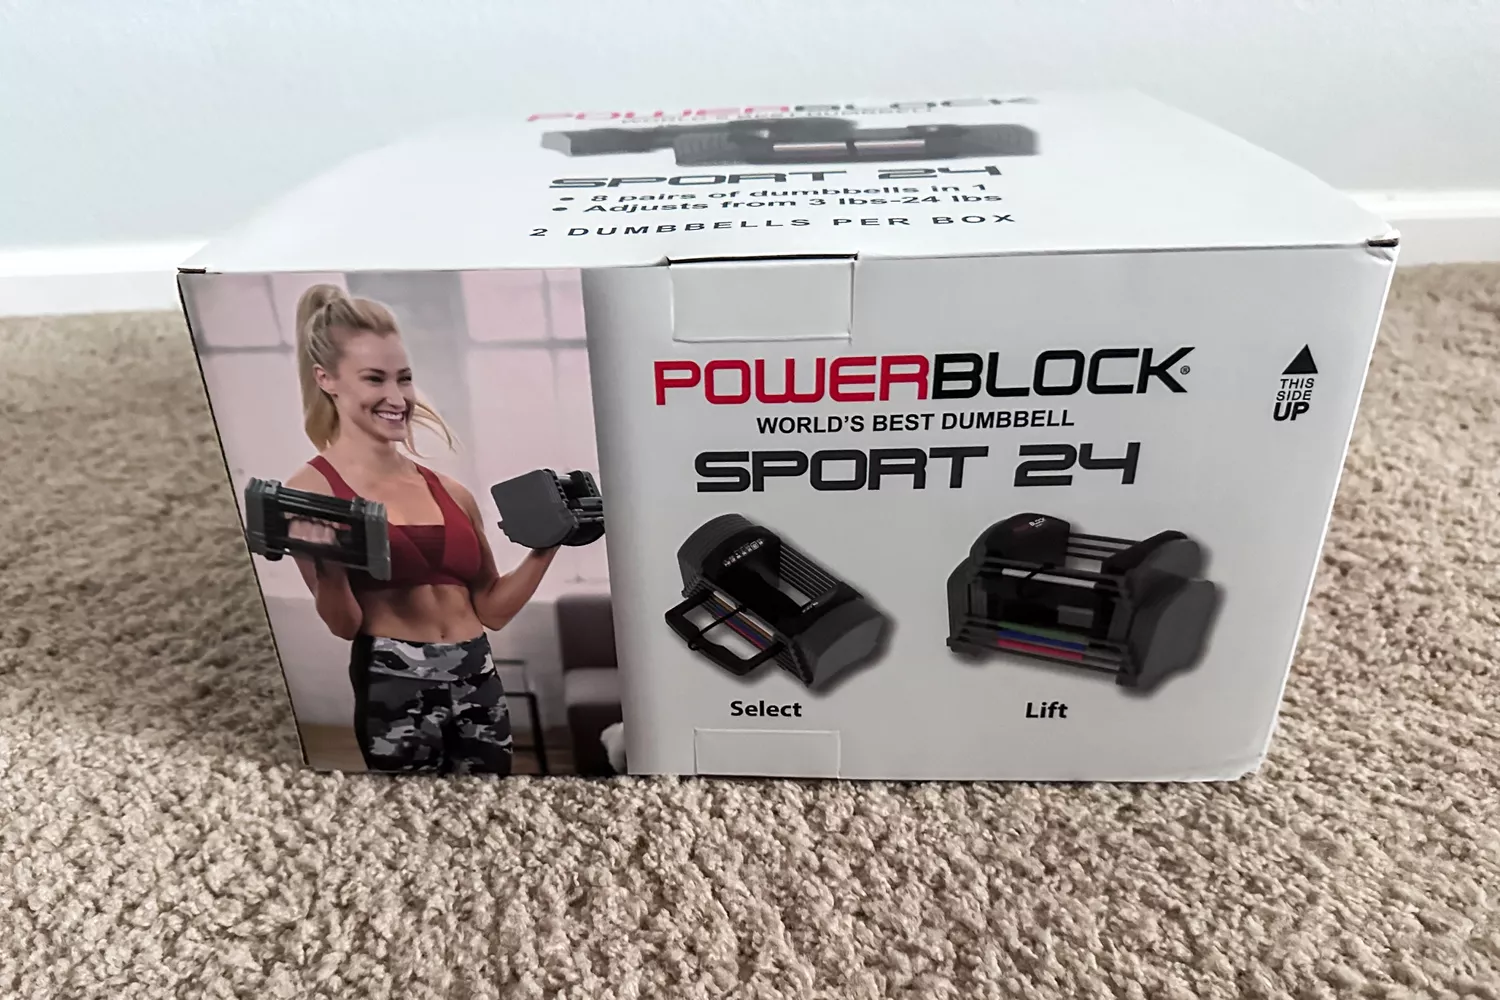 POWERBLOCK
WORLD'S BEST DUMBBELL
SPORT 24
• 8 pairs of dumbbells in 1
• Adjusts from 3 lbs-24 lbs
2 DUMBBELLS PER BOX
POWERBLOCK®
WORLD'S BEST DUMBBELL
SPORT 24
THIS
SIDE
UP
BLOCK
Select
Lift